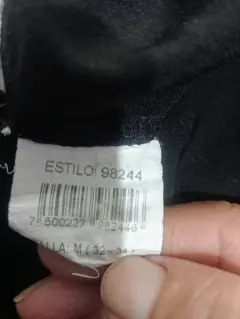 ESTILO: 98244
7 500227 982446
TALLA: M ( 32 - 34 )